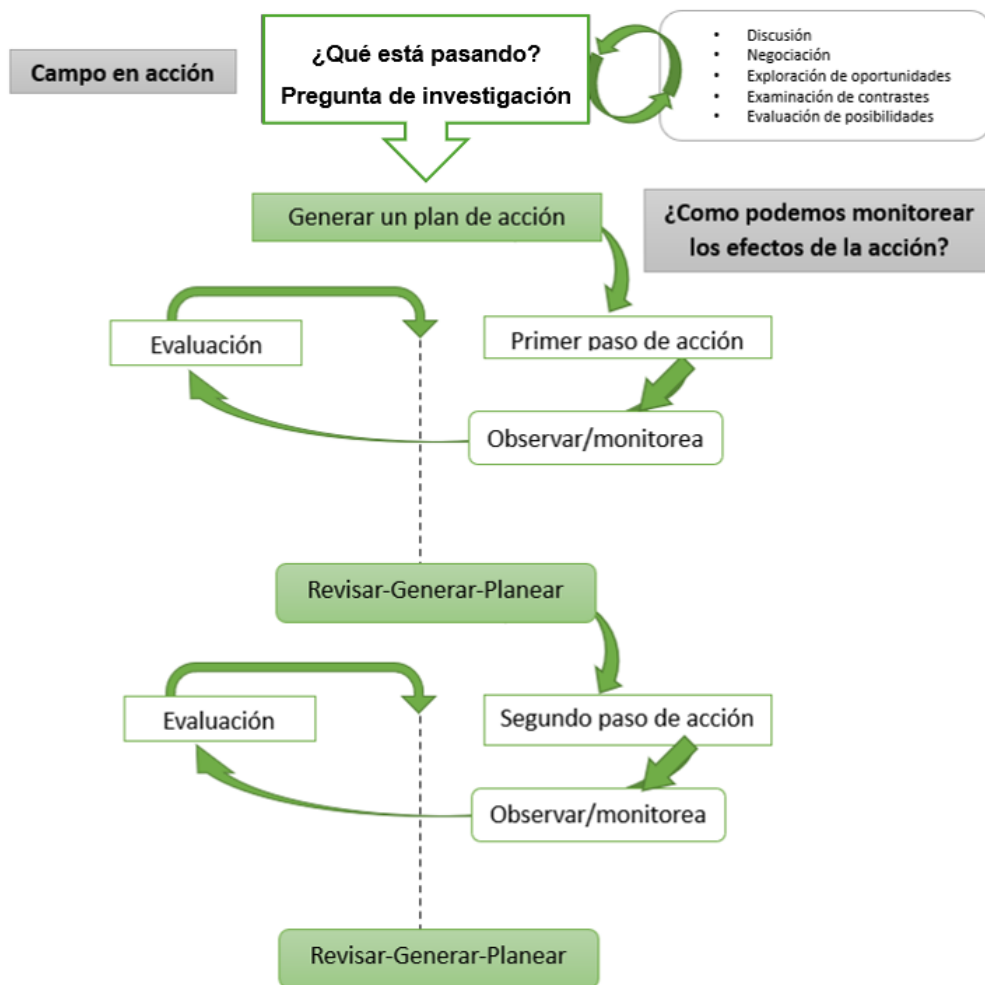 Campo en acción
¿Qué está pasando?
Pregunta de investigación
• Discusión
• Negociación
• Exploración de oportunidades
• Examinación de contrastes
• Evaluación de posibilidades
Generar un plan de acción
¿Como podemos monitorear
los efectos de la acción?
Evaluación
Primer paso de acción
Observar/monitorea
Revisar-Generar-Planear
Evaluación
Segundo paso de acción
Observar/monitorea
Revisar-Generar-Planear